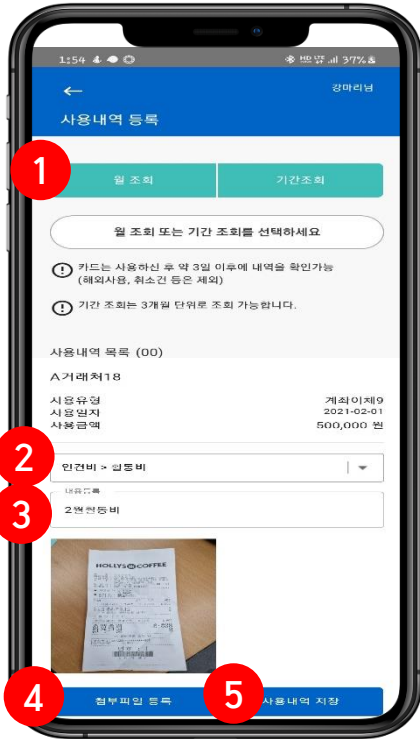 1:54
37%
강마리님
사용내역 등록
1
월 조회
기간조회
월 조회 또는 기간 조회를 선택하세요
카드는 사용하신 후 약 3일 이후에 내역을 확인가능
(해외사용, 취소건 등은 제외)
기간 조회는 3개월 단위로 조회 가능합니다.
사용내역 목록 (00)
A거래처18
사용유형 계좌이체9
사용일자 2021-02-01
사용금액 500,000 원
2
인건비 > 활동비
내용등록
3
2월활동비
HOLLYS COFFEE
4
첨부파일 등록
5
사용내역 저장